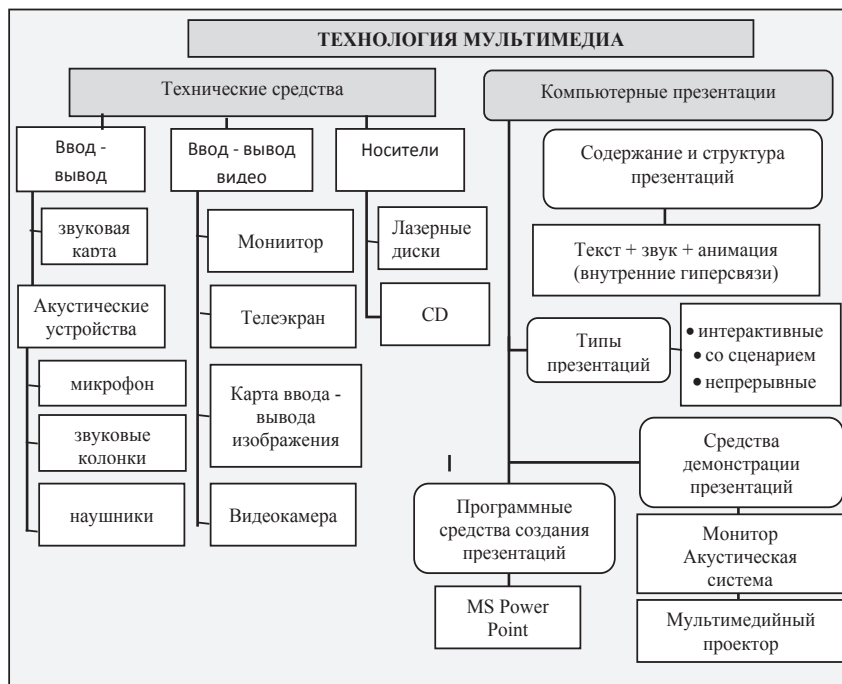 ТЕХНОЛОГИЯ МУЛЬТИМЕДИА
Технические средства
Компьютерные презентации
Ввод -
вывод
Ввод - вывод
видео
Носители
Содержание и структура
презентаций
звуковая
карта
Мониитор
Лазерные
диски
Текст + звук + анимация
(внутренние гиперсвязи)
Акустические
устройства
Телеэкран
CD
Типы
презентаций
• интерактивные
• со сценарием
• непрерывные
микрофон
Карта ввода -
вывода
изображения
звуковые
колонки
Средства
демонстрации
презентаций
наушники
Видеокамера
Программные
средства создания
презентаций
Монитор
Акустическая
система
MS Power
Point
Мультимедийный
проектор